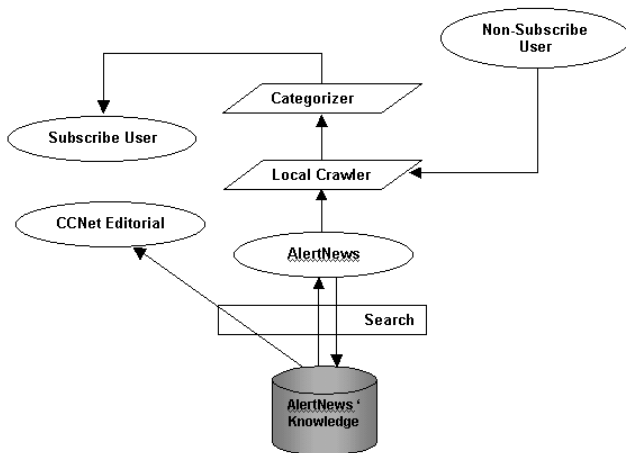 Non-Subscribe
User
Categorizer
Subscribe User
Local Crawler
CCNet Editorial
AlertNews
Search
AlertNews ‘
Knowledge